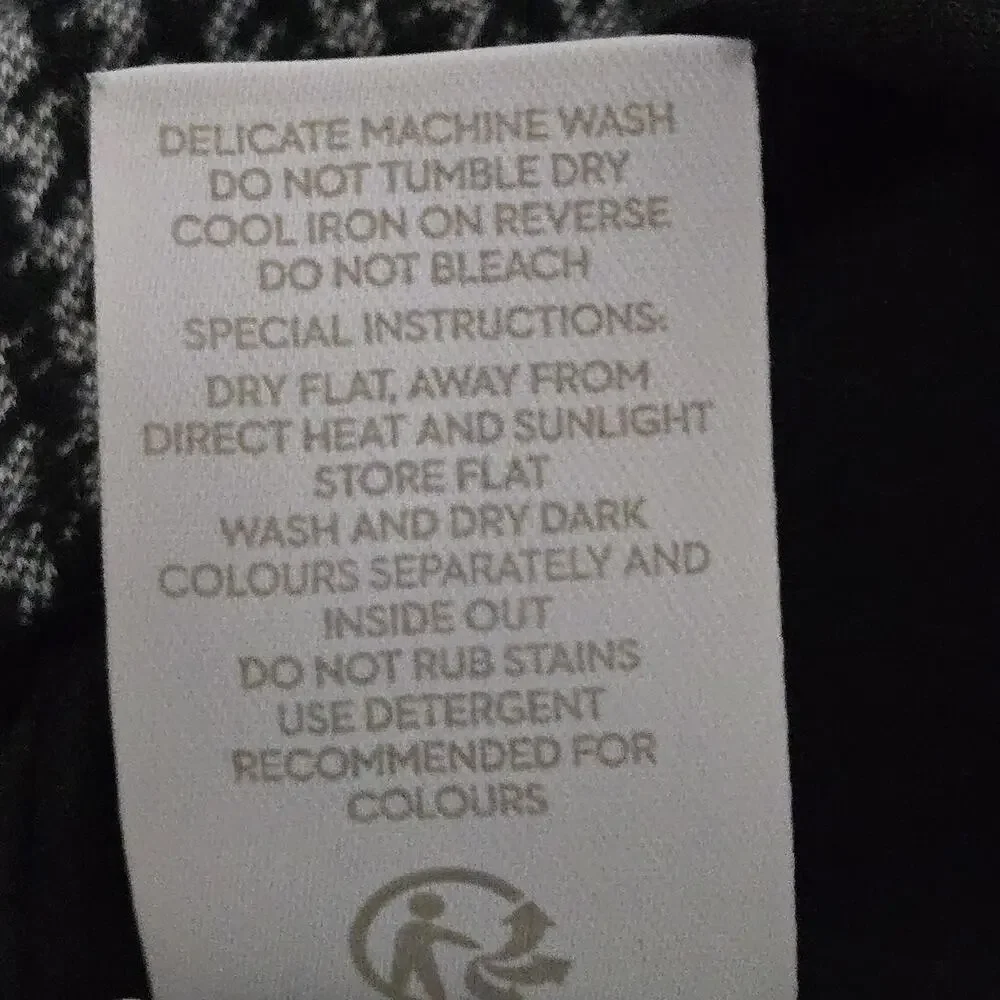 DELICATE MACHINE WASH
DO NOT TUMBLE DRY
COOL IRON ON REVERSE
DO NOT BLEACH
SPECIAL INSTRUCTIONS:
DRY FLAT, AWAY FROM
DIRECT HEAT AND SUNLIGHT
STORE FLAT
WASH AND DRY DARK
COLOURS SEPARATELY AND
INSIDE OUT
DO NOT RUB STAINS
USE DETERGENT
RECOMMENDED FOR
COLOURS